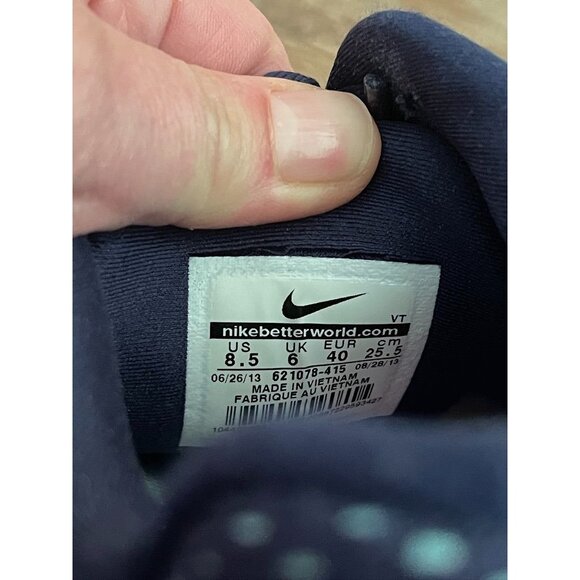 VT
nikebetterworld.com
US UK EUR cm
8.5 6 40 25.5
06/26/13 621078-415 08/28/13
MADE IN VIETNAM
FABRIQUE AU VIETNAM